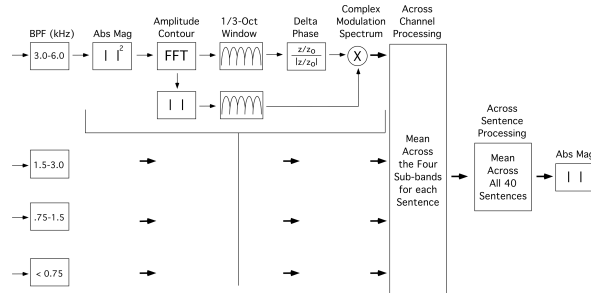 BPF (kHz)
Abs Mag
Amplitude
Contour
1/3-Oct
Window
Delta
Phase
Complex
Modulation
Spectrum
Across
Channel
Processing
3.0-6.0
| |²
FFT
z/z₀
|z/z₀|
X
| |
1.5-3.0
.75-1.5
< 0.75
Mean
Across
the Four
Sub-bands
for each
Sentence
Across
Sentence
Processing
Mean
Across
All 40
Sentences
Abs Mag
| |